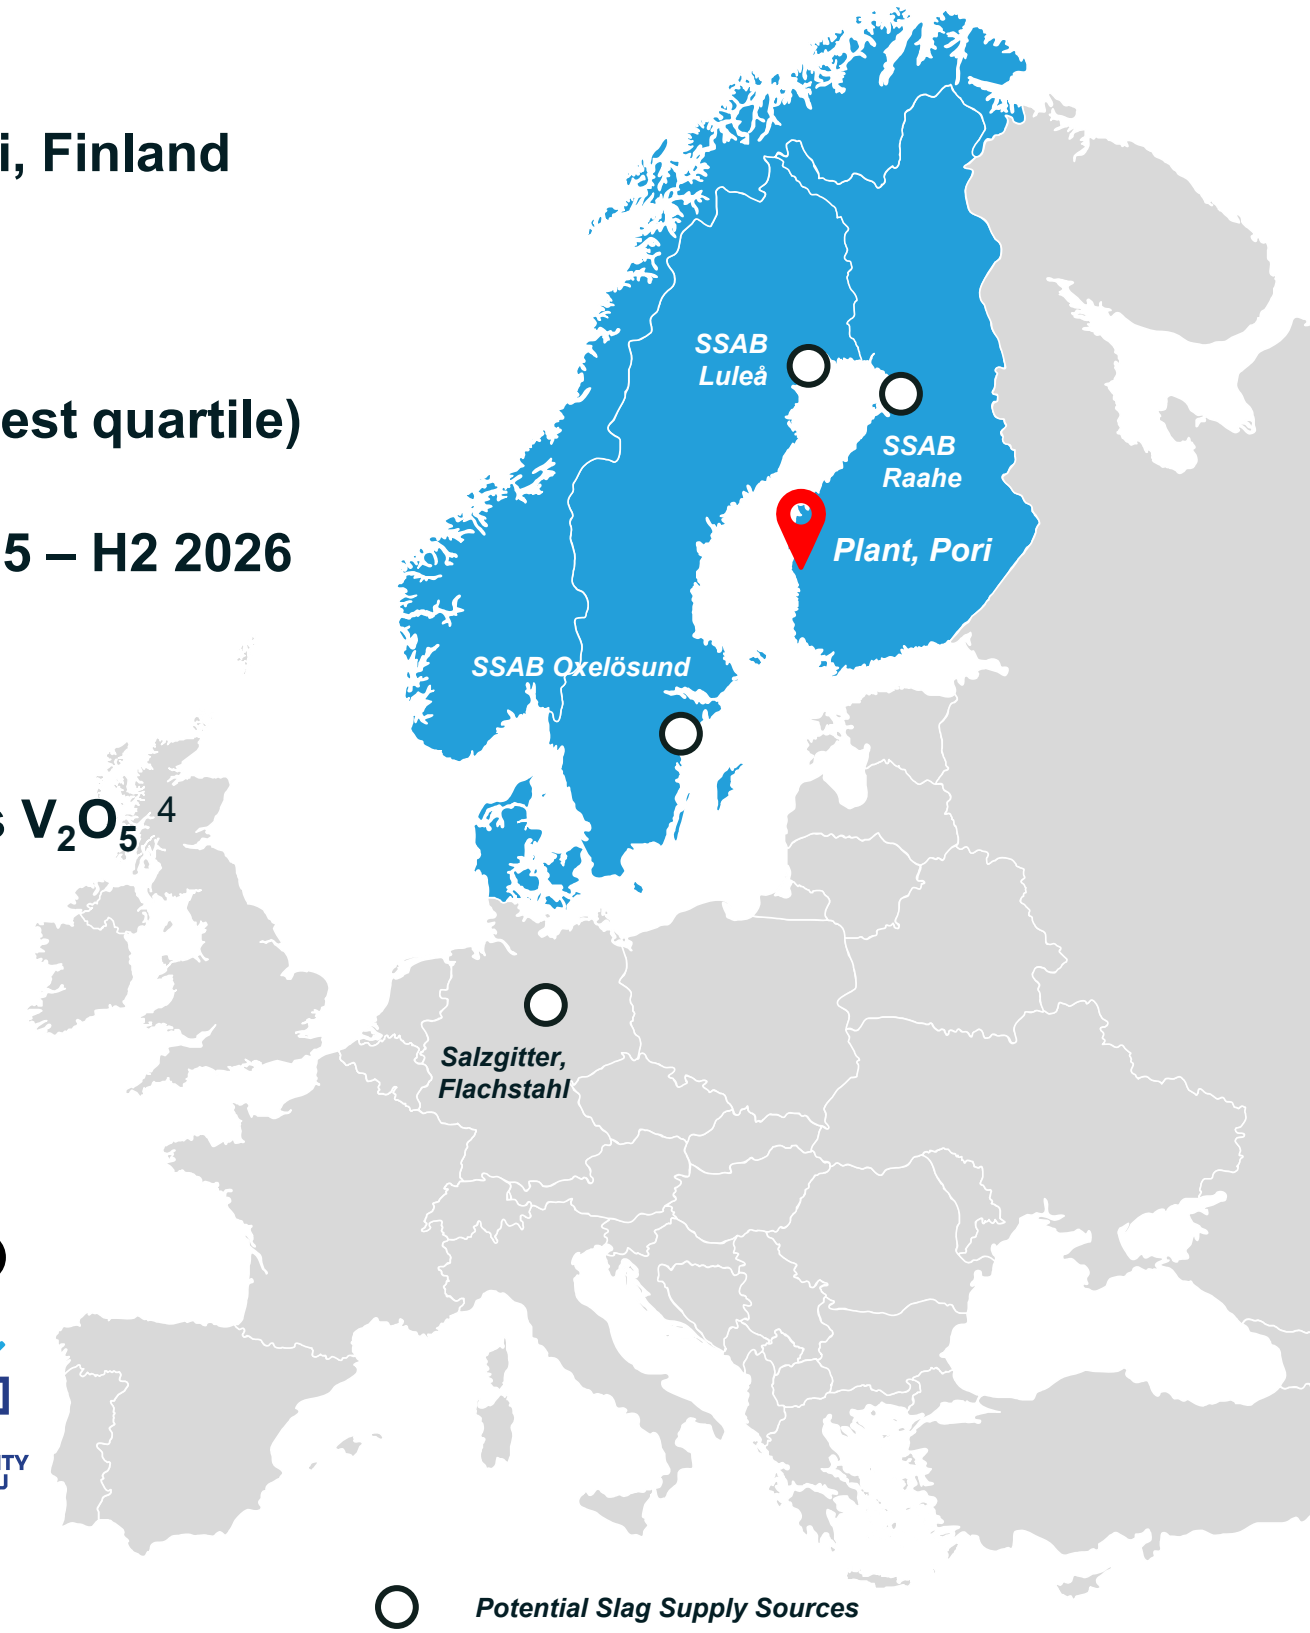 i, Finland
SSAB
Luleå
est quartile)
SSAB
Raahe
5 – H2 2026
Plant, Pori
SSAB Oxelösund
s V₂O₅ 4
Salzgitter,
Flachstahl
ITY
U
Potential Slag Supply Sources